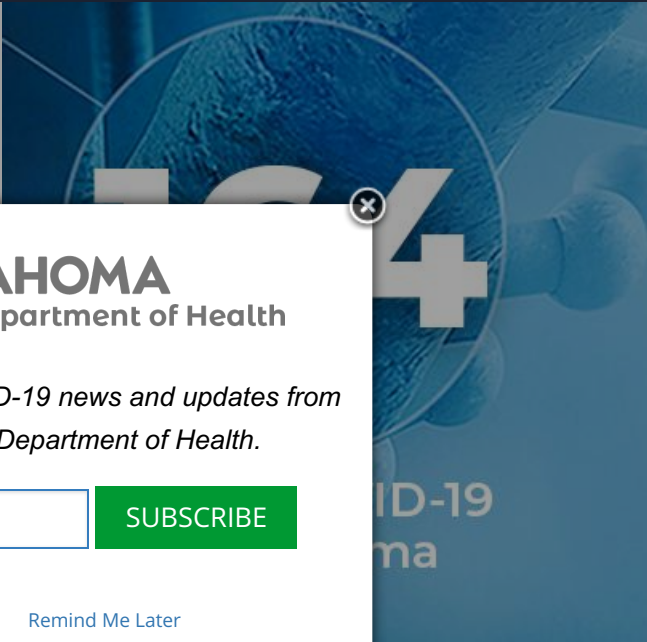 4
AHOMA
partment of Health
D-19 news and updates from
Department of Health.
SUBSCRIBE
ID-19
ma
Remind Me Later